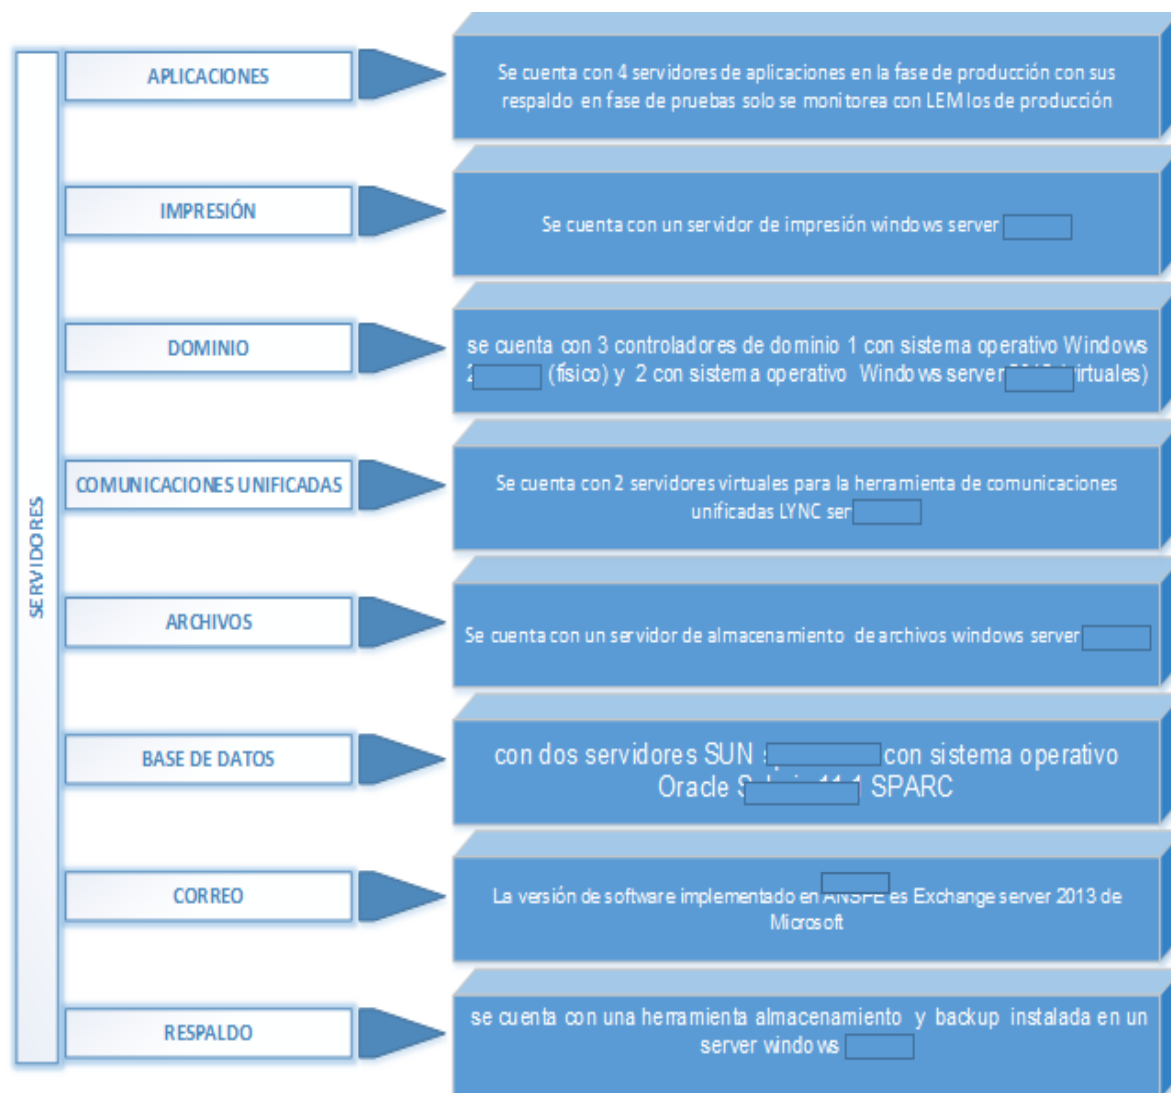 SERVIDORES
APLICACIONES
Se cuenta con 4 servidores de aplicaciones en la fase de producción con sus
respaldo en fase de pruebas solo se monitorea con LEM los de producción
IMPRESIÓN
Se cuenta con un servidor de impresión windows server
DOMINIO
se cuenta con 3 controladores de dominio 1 con sistema operativo Windows
(físico) y 2 con sistema operativo Windows server
COMUNICACIONES UNIFICADAS
Se cuenta con 2 servidores virtuales para la herramienta de comunicaciones
unificadas LYNC ser
ARCHIVOS
Se cuenta con un servidor de almacenamiento de archivos windows server
BASE DE DATOS
con dos servidores SUN con sistema operativo
Oracle SPARC
CORREO
La versión de software implementado en es Exchange server 2013 de
Microsoft
RESPALDO
se cuenta con una herramienta almacenamiento y backup instalada en un
server windows